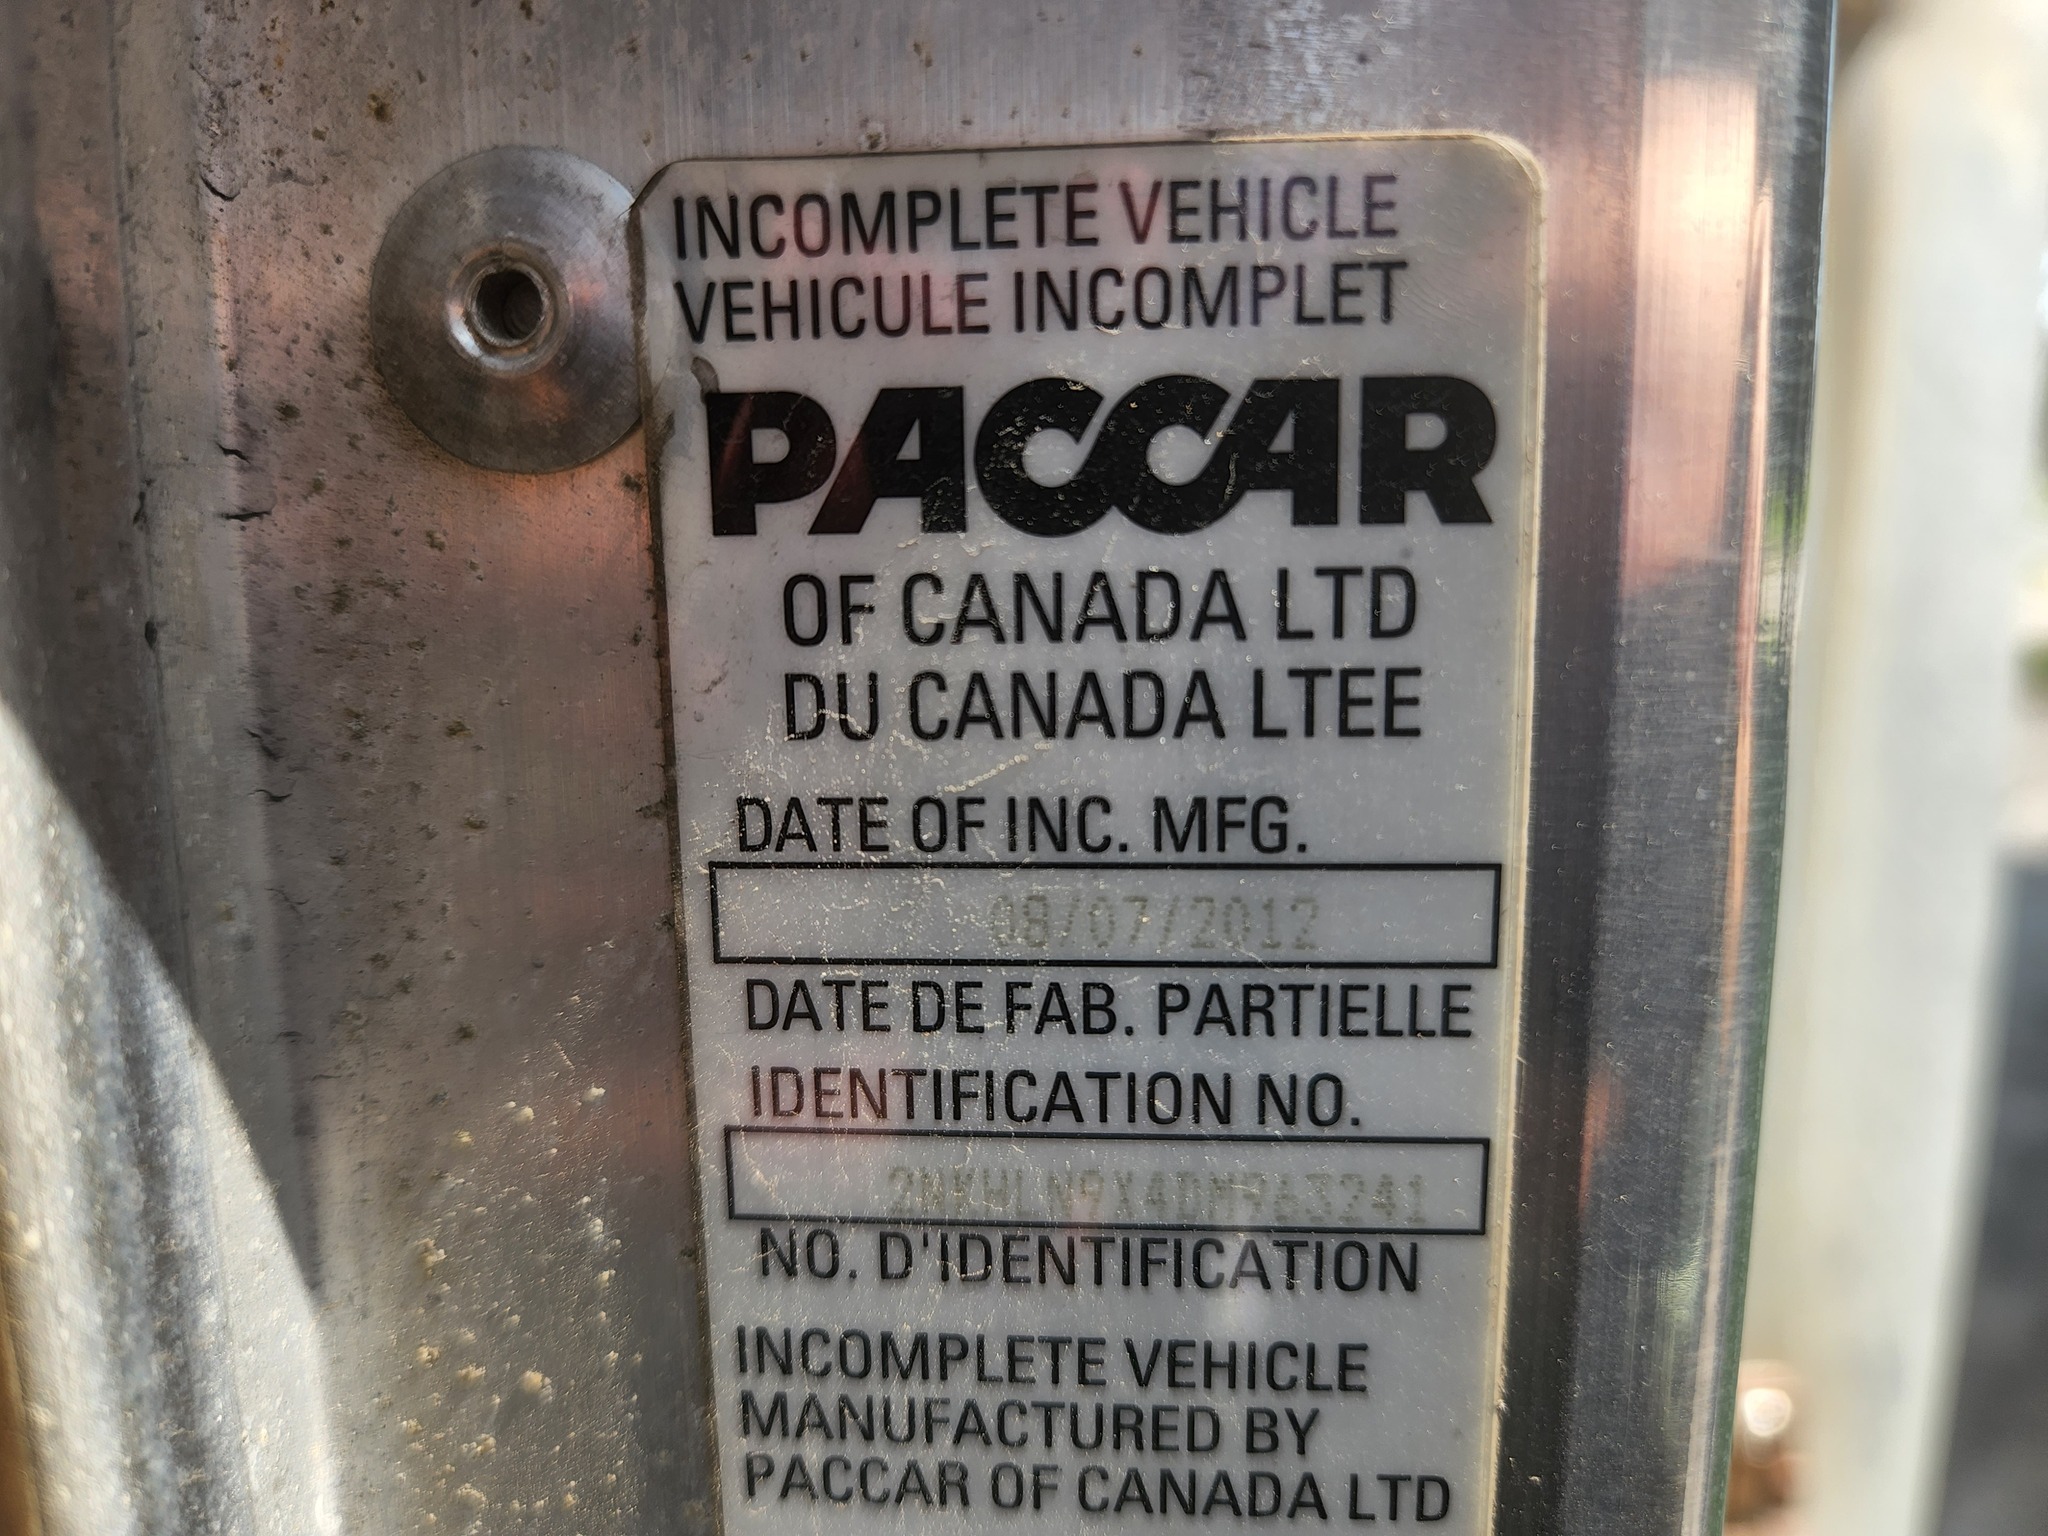 INCOMPLETE VEHICLE
VEHICULE INCOMPLET
PACCAR
OF CANADA LTD
DU CANADA LTEE
DATE OF INC. MFG.
08/07/2012
DATE DE FAB. PARTIELLE
IDENTIFICATION NO.
2NKHLN9X4DM963241
NO. D'IDENTIFICATION
INCOMPLETE VEHICLE
MANUFACTURED BY
PACCAR OF CANADA LTD